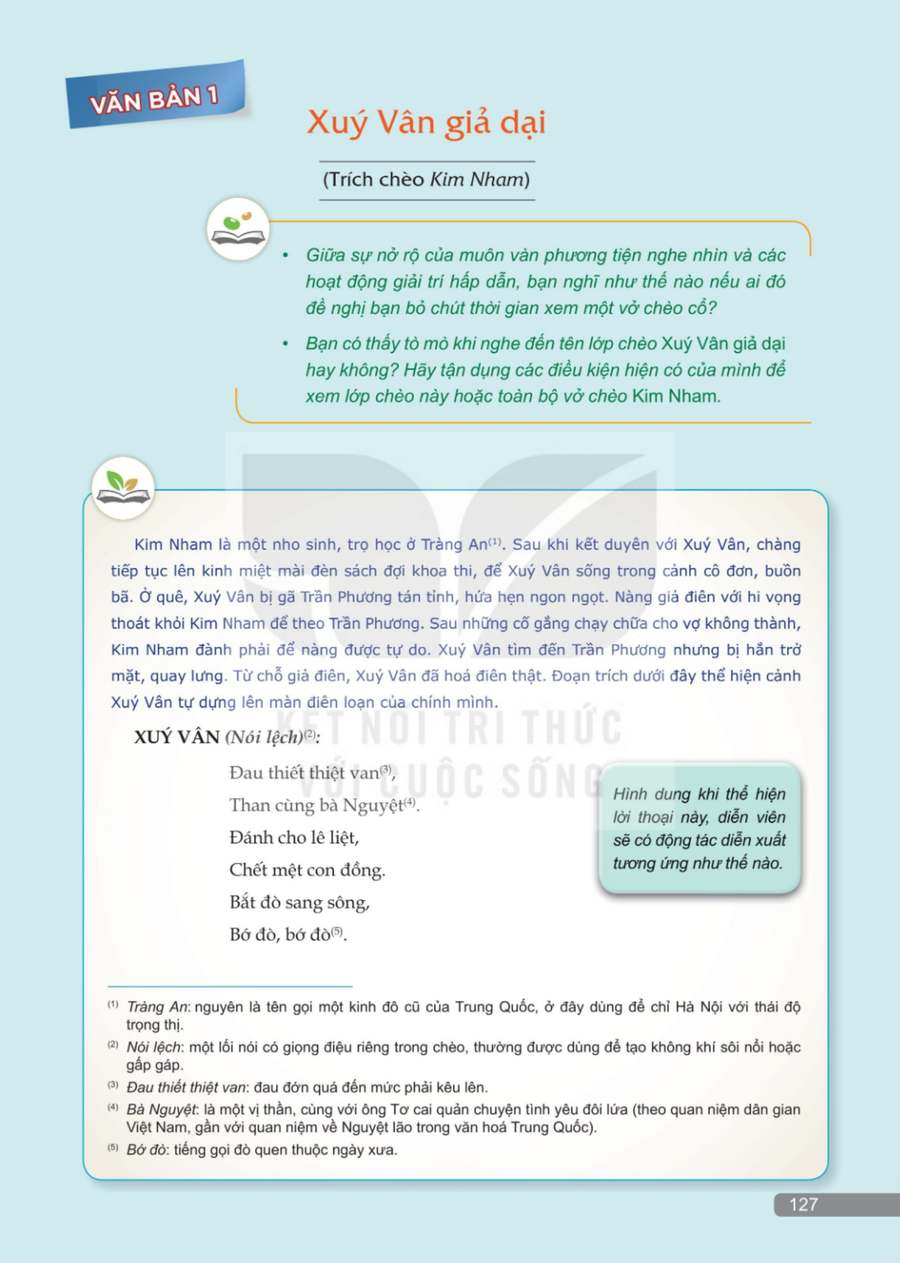 VĂN BẢN 1
Xuý Vân giả dại
(Trích chèo Kim Nham)
• Giữa sự nở rộ của muôn vàn phương tiện nghe nhìn và các
hoạt động giải trí hấp dẫn, bạn nghĩ như thế nào nếu ai đó
đề nghị bạn bỏ chút thời gian xem một vở chèo cổ?
• Bạn có thấy tò mò khi nghe đến tên lớp chèo Xuý Vân giả dại
hay không? Hãy tận dụng các điều kiện hiện có của mình để
xem lớp chèo này hoặc toàn bộ vở chèo Kim Nham.
Kim Nham là một nho sinh, trọ học ở Tràng An(1). Sau khi kết duyên với Xuý Vân, chàng
tiếp tục lên kinh miệt mài đèn sách đợi khoa thi, để Xuý Vân sống trong cảnh cô đơn, buồn
bã. Ở quê, Xuý Vân bị gã Trần Phương tán tỉnh, hứa hẹn ngon ngọt. Nàng giả điên với hi vọng
thoát khỏi Kim Nham để theo Trần Phương. Sau những cố gắng chạy chữa cho vợ không thành,
Kim Nham đành phải để nàng được tự do. Xuý Vân tìm đến Trần Phương nhưng bị hắn trở
mặt, quay lưng. Từ chỗ giả điên, Xuý Vân đã hoá điên thật. Đoạn trích dưới đây thể hiện cảnh
Xuý Vân tự dựng lên màn điên loạn của chính mình.
KẾT NỐI TRI THỨC
VỚI CUỘC SỐNG
XUÝ VÂN (Nói lệch)(2):
Đau thiết thiệt van(3),
Than cùng bà Nguyệt(4).
Đánh cho lê liệt,
Chết mệt con đồng.
Bắt đò sang sông,
Bớ đò, bớ đò(5).
Hình dung khi thể hiện
lời thoại này, diễn viên
sẽ có động tác diễn xuất
tương ứng như thế nào.
(1) Tràng An: nguyên là tên gọi một kinh đô cũ của Trung Quốc, ở đây dùng để chỉ Hà Nội với thái độ
trọng thị.
(2) Nói lệch: một lối nói có giọng điệu riêng trong chèo, thường được dùng để tạo không khí sôi nổi hoặc
gấp gáp.
(3) Đau thiết thiệt van: đau đớn quá đến mức phải kêu lên.
(4) Bà Nguyệt: là một vị thần, cùng với ông Tơ cai quản chuyện tình yêu đôi lứa (theo quan niệm dân gian
Việt Nam, gần với quan niệm về Nguyệt lão trong văn hoá Trung Quốc).
(5) Bớ đò: tiếng gọi đò quen thuộc ngày xưa.
127